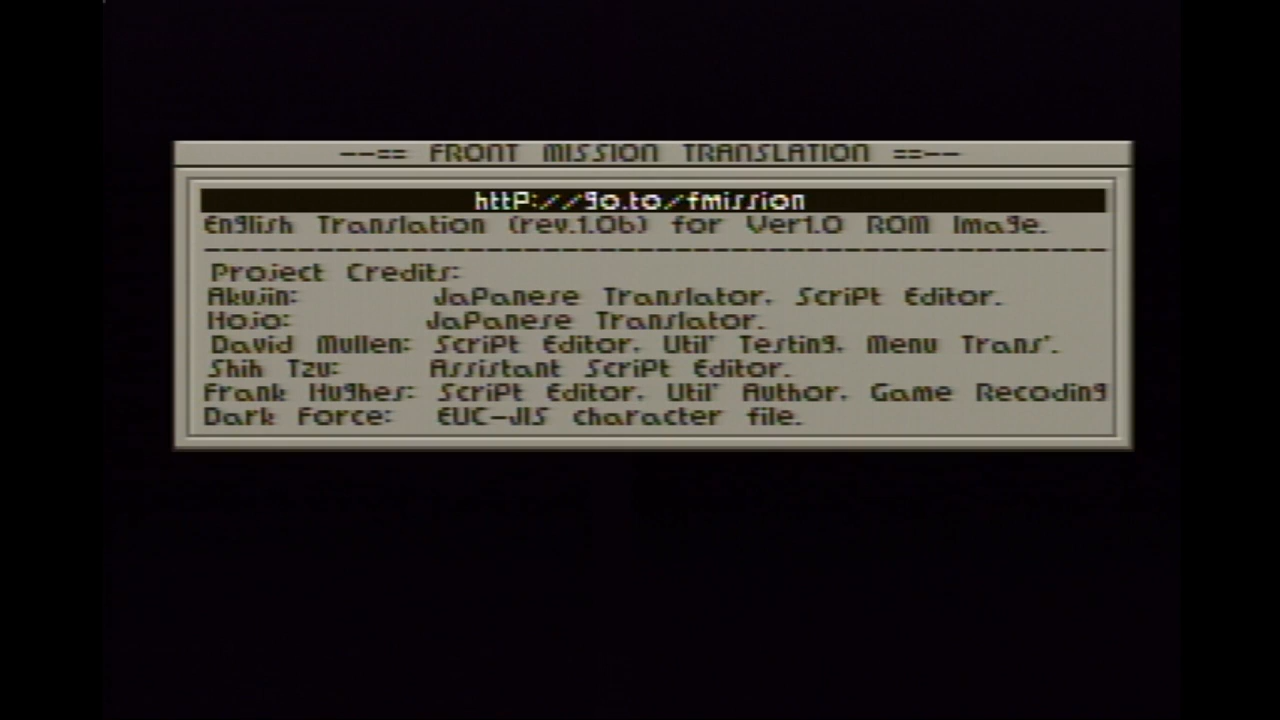 --== FRONT MISSION TRANSLATION ==--
http://go.to/fmission
English Translation (rev.1.0b) for Ver1.0 ROM Image.
------------------------------------------------------------
Project Credits:
Akujin: Japanese Translator, Script Editor.
Hojo: Japanese Translator.
David Mullen: Script Editor, Util' Testing, Menu Trans'.
Shih Tzu: Assistant Script Editor.
Frank Hughes: Script Editor, Util' Author, Game Recoding
Dark Force: EUC-JIS character file.